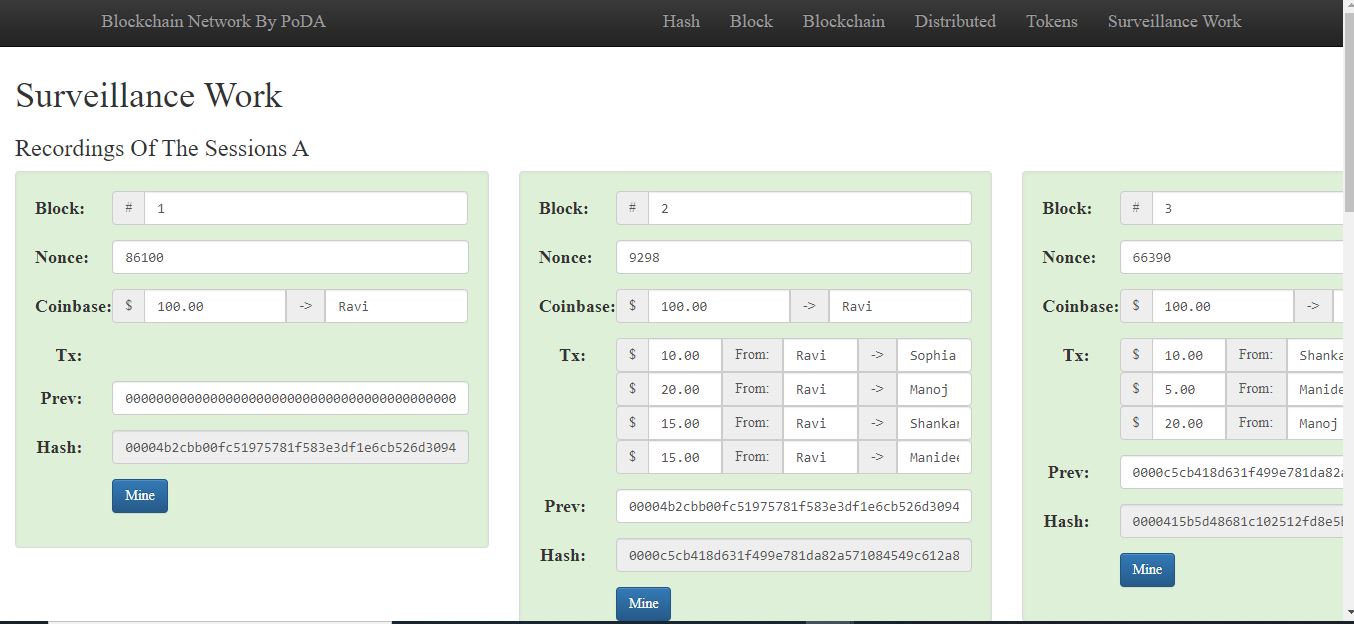 Blockchain Network By PoDA Hash Block Blockchain Distributed Tokens Surveillance Work
Surveillance Work
Recordings Of The Sessions A
Block: # 1
Nonce: 86100
Coinbase: $ 100.00 -> Ravi
Tx:
Prev: 00000000000000000000000000000000000000000000
Hash: 00004b2cbb00fc51975781f583e3df1e6cb526d3094
Mine
Block: # 2
Nonce: 9298
Coinbase: $ 100.00 -> Ravi
Tx: $ 10.00 From: Ravi -> Sophia
$ 20.00 From: Ravi -> Manoj
$ 15.00 From: Ravi -> Shankar
$ 15.00 From: Ravi -> Manidee
Prev: 00004b2cbb00fc51975781f583e3df1e6cb526d3094
Hash: 0000c5cb418d631f499e781da82a571084549c612a8
Mine
Block: # 3
Nonce: 66390
Coinbase: $ 100.00 ->
Tx: $ 10.00 From: Shanka
$ 5.00 From: Manide
$ 20.00 From: Manoj
Prev: 0000c5cb418d631f499e781da82a
Hash: 0000415b5d48681c102512fd8e5b
Mine